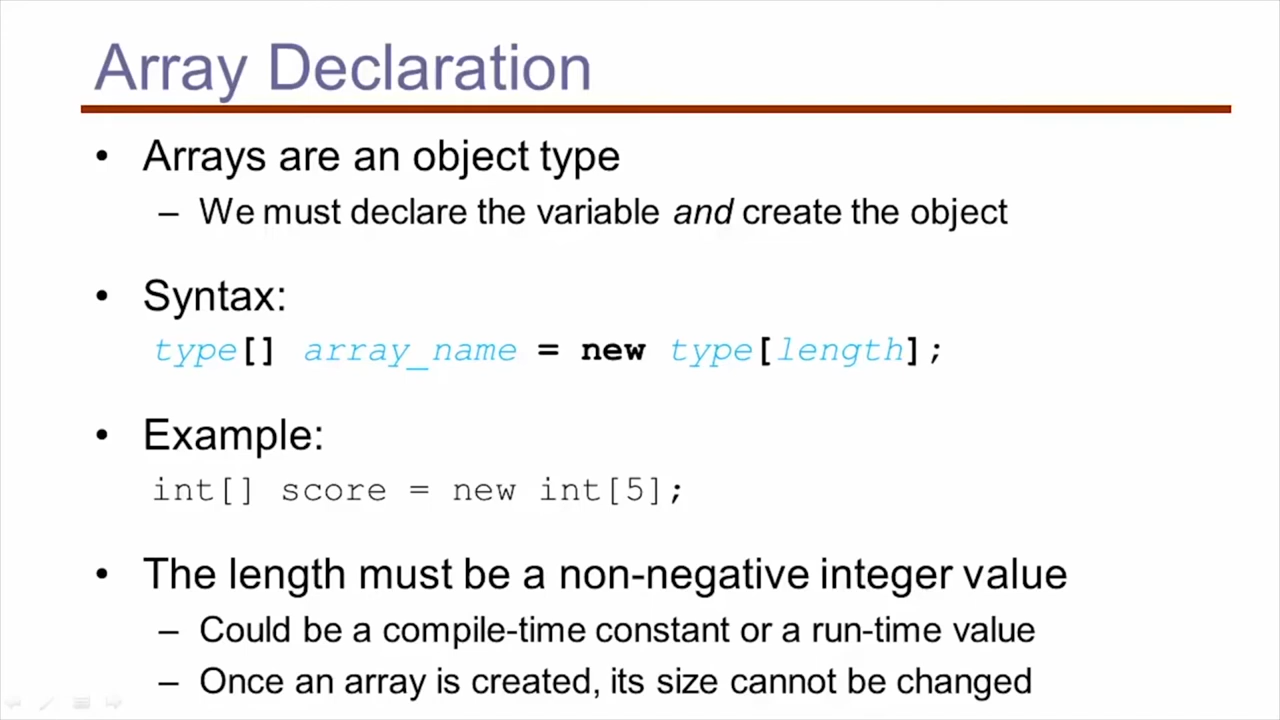 Array Declaration
• Arrays are an object type
– We must declare the variable and create the object
• Syntax:
type[] array_name = new type[length];
• Example:
int[] score = new int[5];
• The length must be a non-negative integer value
– Could be a compile-time constant or a run-time value
– Once an array is created, its size cannot be changed